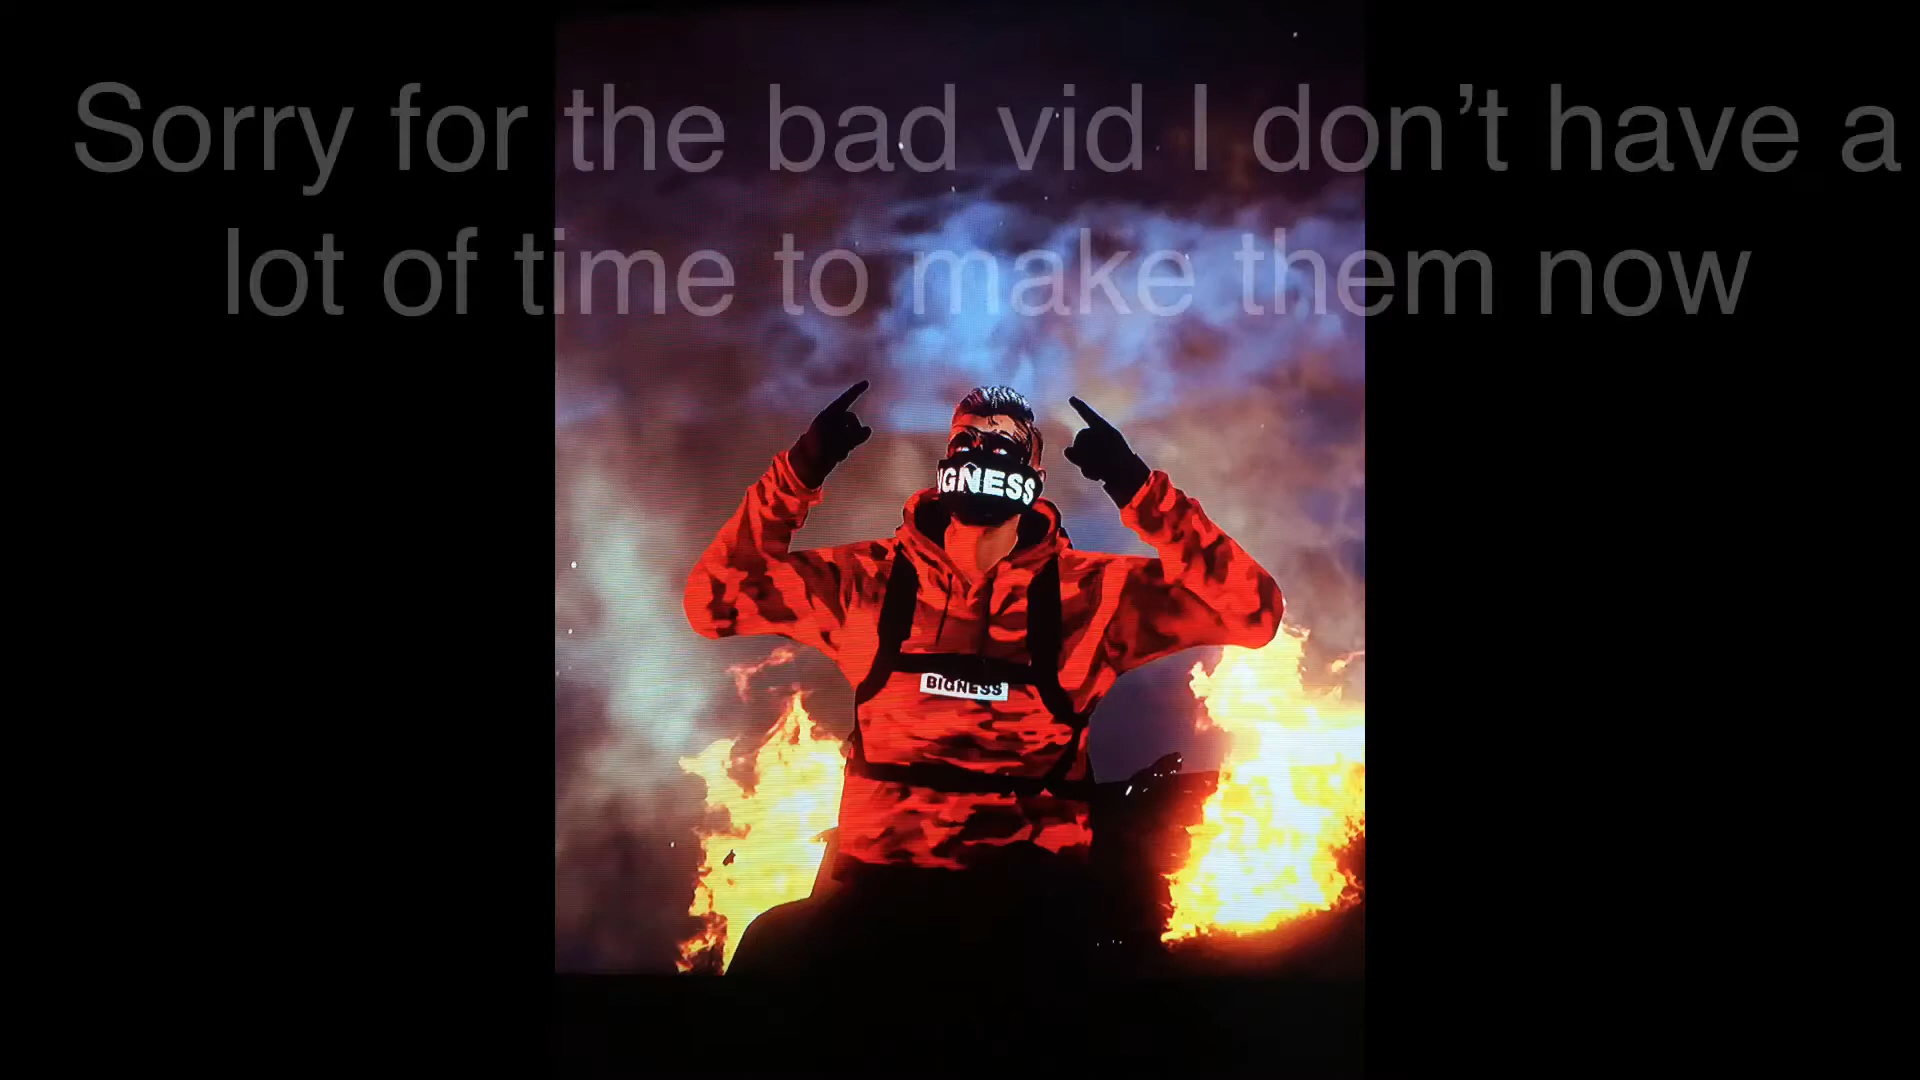 Sorry for the bad vid I don’t have a
lot of time to make them now
IGNESS
BIGNESS